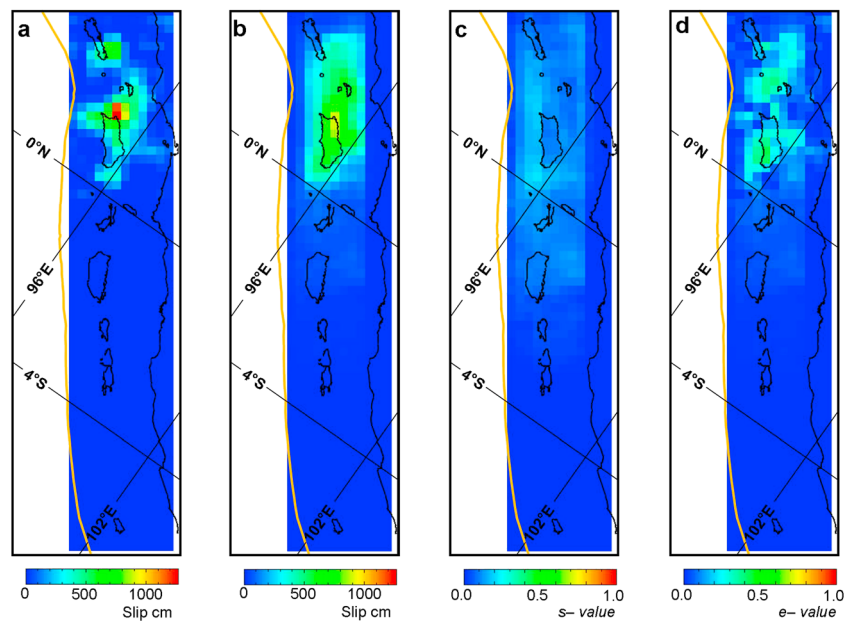 a b c d
0°N 0°N 0°N 0°N
96°E 96°E 96°E 96°E
4°S 4°S 4°S 4°S
102°E 102°E 102°E 102°E
0 500 1000 0 500 1000 0.0 0.5 1.0 0.0 0.5 1.0
Slip cm Slip cm s– value e– value